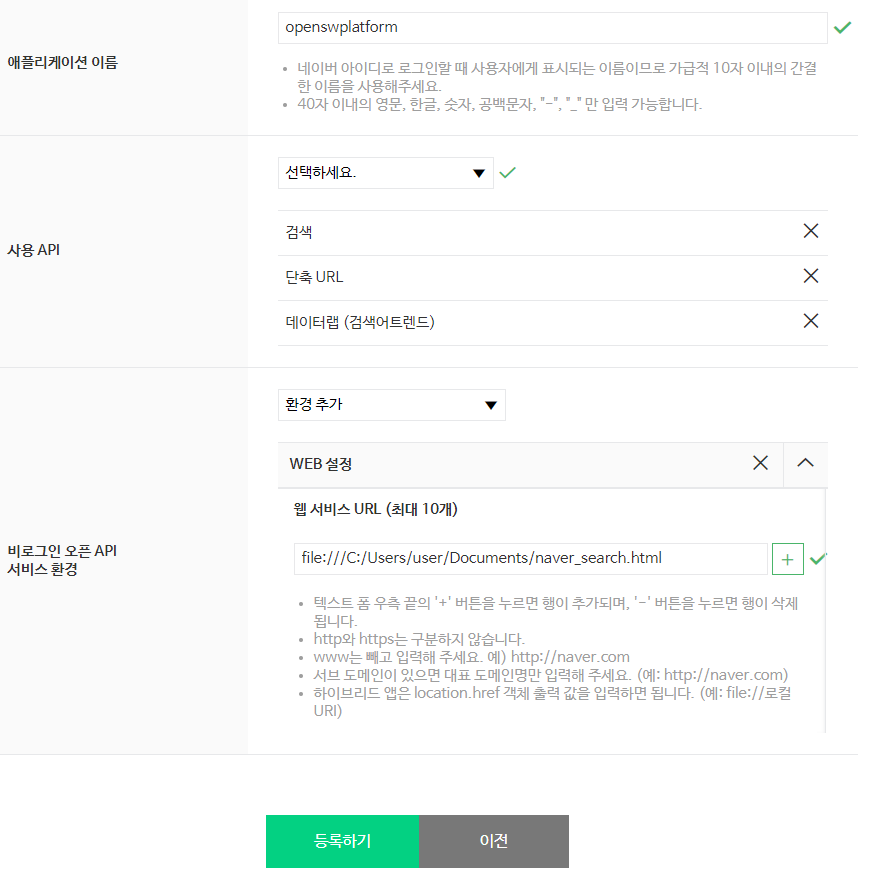 애플리케이션 이름
openswplatform
네이버 아이디로 로그인할 때 사용자에게 표시되는 이름이므로 가급적 10자 이내의 간결
한 이름을 사용해주세요.
40자 이내의 영문, 한글, 숫자, 공백문자, "-", "_" 만 입력 가능합니다.
사용 API
선택하세요.
검색
단축 URL
데이터랩 (검색어트렌드)
비로그인 오픈 API
서비스 환경
환경 추가
WEB 설정
웹 서비스 URL (최대 10개)
file:///C:/Users/user/Documents/naver_search.html
텍스트 폼 우측 끝의 '+' 버튼을 누르면 행이 추가되며, '-' 버튼을 누르면 행이 삭제
됩니다.
http와 https는 구분하지 않습니다.
www는 빼고 입력해 주세요. 예) http://naver.com
서브 도메인이 있으면 대표 도메인명만 입력해 주세요. (예: http://naver.com)
하이브리드 앱은 location.href 객체 출력 값을 입력하면 됩니다. (예: file://로컬
URI)
등록하기
이전